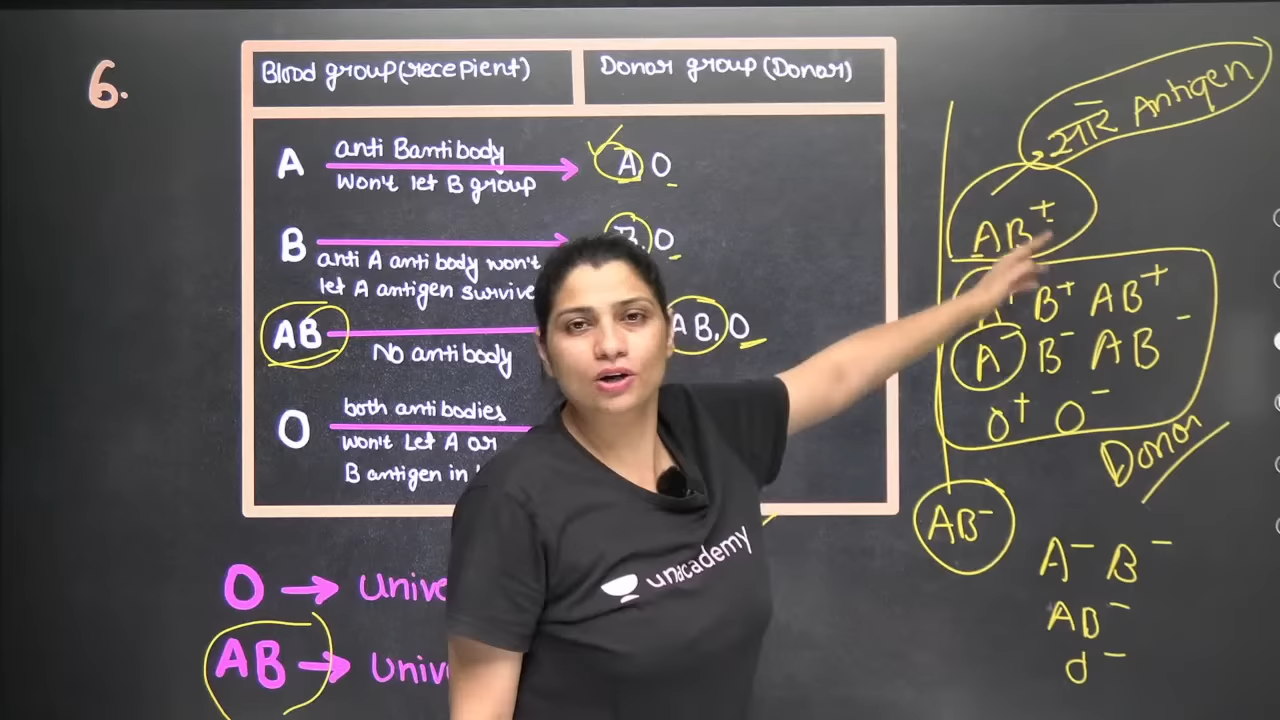 6.
Blood group(recepient)
Donor group (Donor)
A
anti Bantibody
Won't let B group
A, O
B
anti A anti body won't
let A antigen survive
B, O
AB
No antibody
AB, O
O
both antibodies
won't Let A or
B antigen in
O → Unive
AB → Unive
सारे Antigen
AB+
A+ B+ AB+
A- B- AB-
O+ O-
Donor
AB-
A- B-
AB-
O-
unacademy